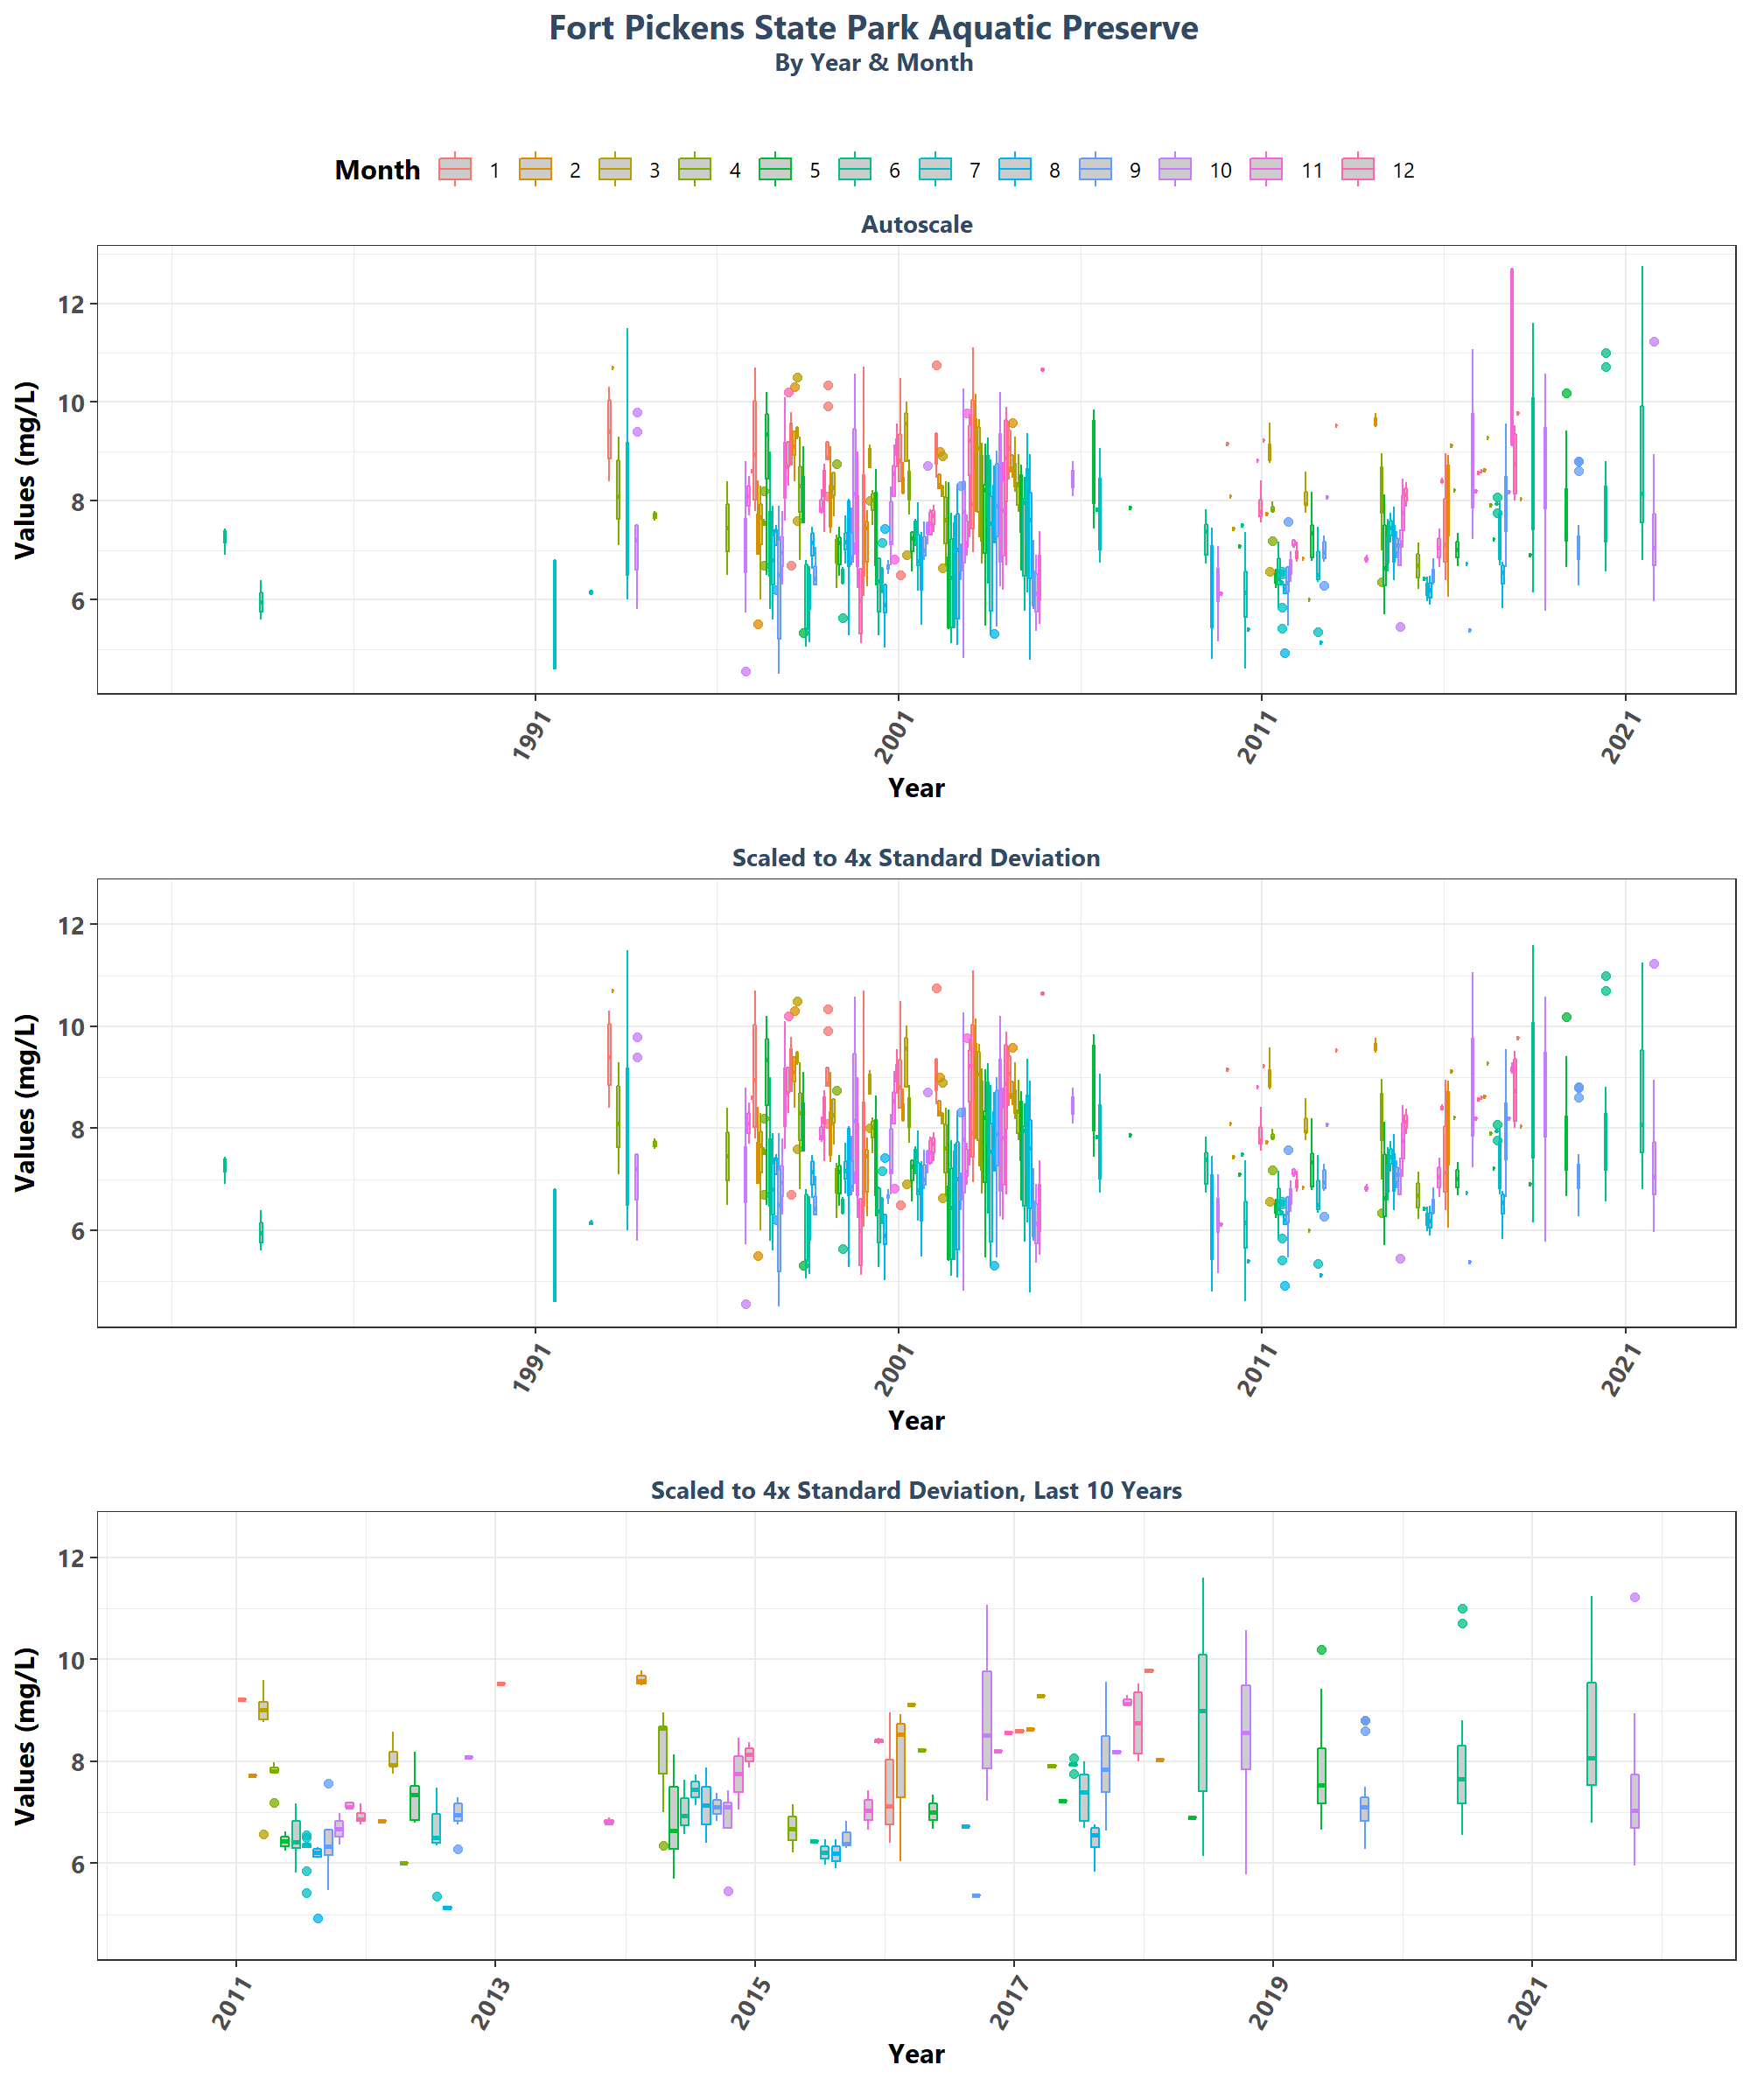 Fort Pickens State Park Aquatic Preserve
By Year & Month
Month 1 2 3 4 5 6 7 8 9 10 11 12
Autoscale
Values (mg/L)
12
10
8
6
1991 2001 2011 2021
Year
Scaled to 4x Standard Deviation
Values (mg/L)
12
10
8
6
1991 2001 2011 2021
Year
Scaled to 4x Standard Deviation, Last 10 Years
Values (mg/L)
12
10
8
6
2011 2013 2015 2017 2019 2021
Year